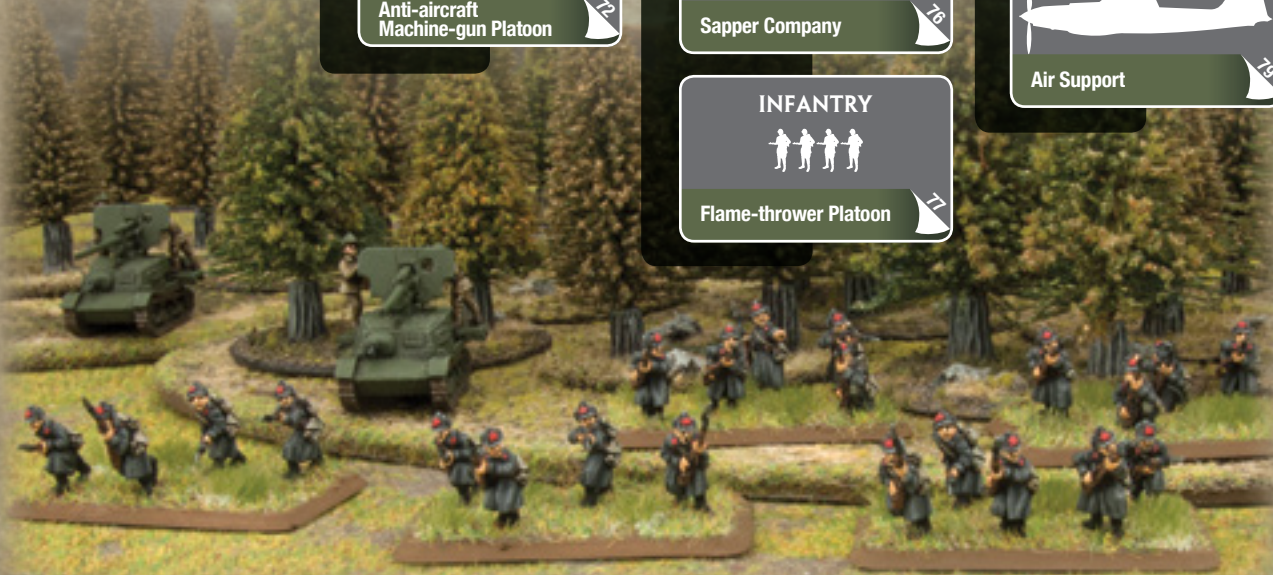 Anti-aircraft
Machine-gun Platoon
72
Sapper Company
76
Air Support
79
INFANTRY
Flame-thrower Platoon
77